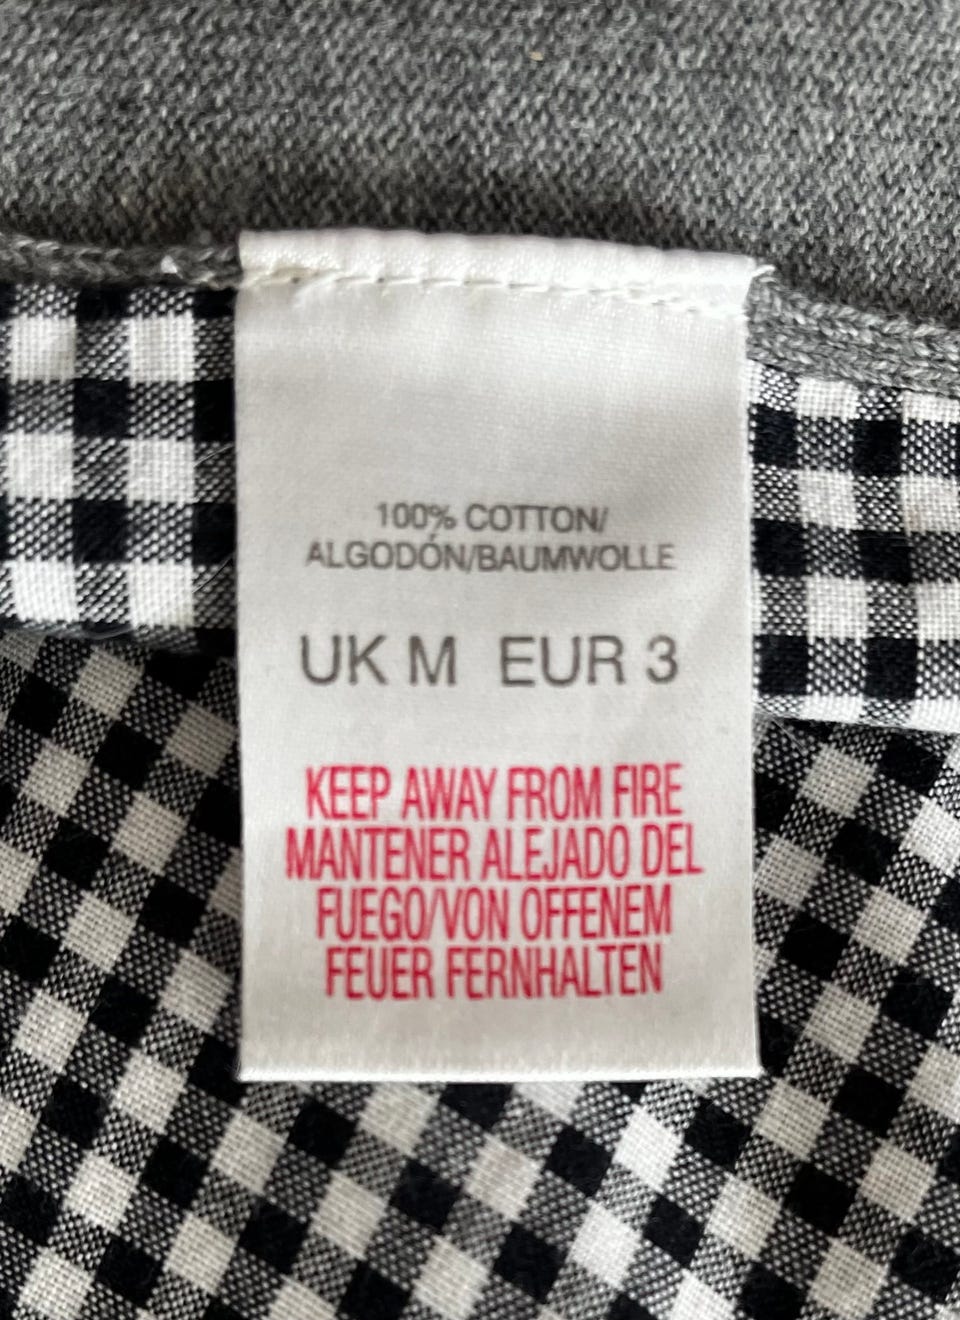 100% COTTON/
ALGODÓN/BAUMWOLLE
UK M EUR 3
KEEP AWAY FROM FIRE
MANTENER ALEJADO DEL
FUEGO/VON OFFENEM
FEUER FERNHALTEN